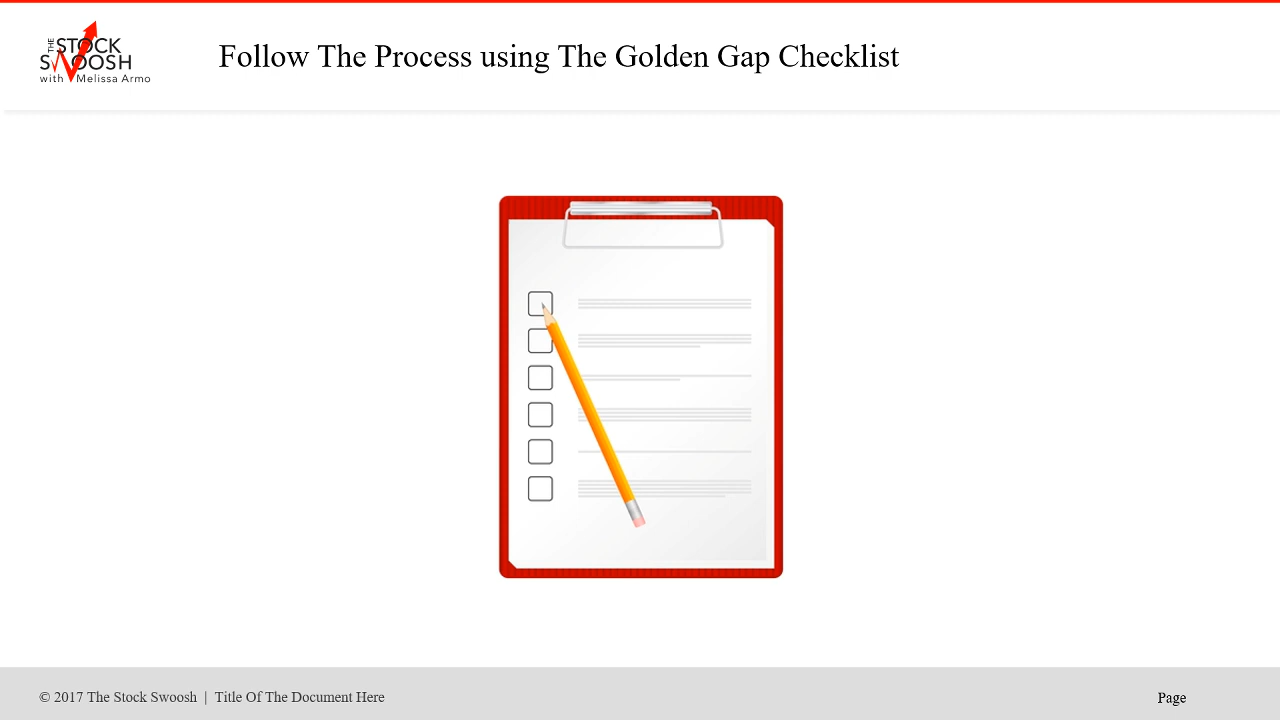 THE STOCK
SWOOSH
with Melissa Armo
Follow The Process using The Golden Gap Checklist
© 2017 The Stock Swoosh | Title Of The Document Here
Page